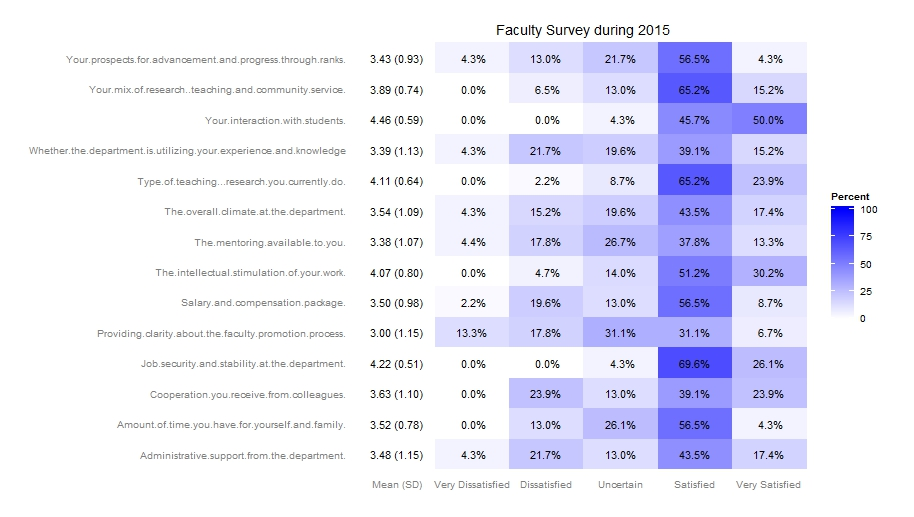 Faculty Survey during 2015
Your.prospects.for.advancement.and.progress.through.ranks. 3.43 (0.93) 4.3% 13.0% 21.7% 56.5% 4.3%
Your.mix.of.research..teaching.and.community.service. 3.89 (0.74) 0.0% 6.5% 13.0% 65.2% 15.2%
Your.interaction.with.students. 4.46 (0.59) 0.0% 0.0% 4.3% 45.7% 50.0%
Whether.the.department.is.utilizing.your.experience.and.knowledge 3.39 (1.13) 4.3% 21.7% 19.6% 39.1% 15.2%
Type.of.teaching...research.you.currently.do. 4.11 (0.64) 0.0% 2.2% 8.7% 65.2% 23.9%
The.overall.climate.at.the.department. 3.54 (1.09) 4.3% 15.2% 19.6% 43.5% 17.4%
The.mentoring.available.to.you. 3.38 (1.07) 4.4% 17.8% 26.7% 37.8% 13.3%
The.intellectual.stimulation.of.your.work. 4.07 (0.80) 0.0% 4.7% 14.0% 51.2% 30.2%
Salary.and.compensation.package. 3.50 (0.98) 2.2% 19.6% 13.0% 56.5% 8.7%
Providing.clarity.about.the.faculty.promotion.process. 3.00 (1.15) 13.3% 17.8% 31.1% 31.1% 6.7%
Job.security.and.stability.at.the.department. 4.22 (0.51) 0.0% 0.0% 4.3% 69.6% 26.1%
Cooperation.you.receive.from.colleagues. 3.63 (1.10) 0.0% 23.9% 13.0% 39.1% 23.9%
Amount.of.time.you.have.for.yourself.and.family. 3.52 (0.78) 0.0% 13.0% 26.1% 56.5% 4.3%
Administrative.support.from.the.department. 3.48 (1.15) 4.3% 21.7% 13.0% 43.5% 17.4%
Mean (SD) Very Dissatisfied Dissatisfied Uncertain Satisfied Very Satisfied
Percent
100
75
50
25
0